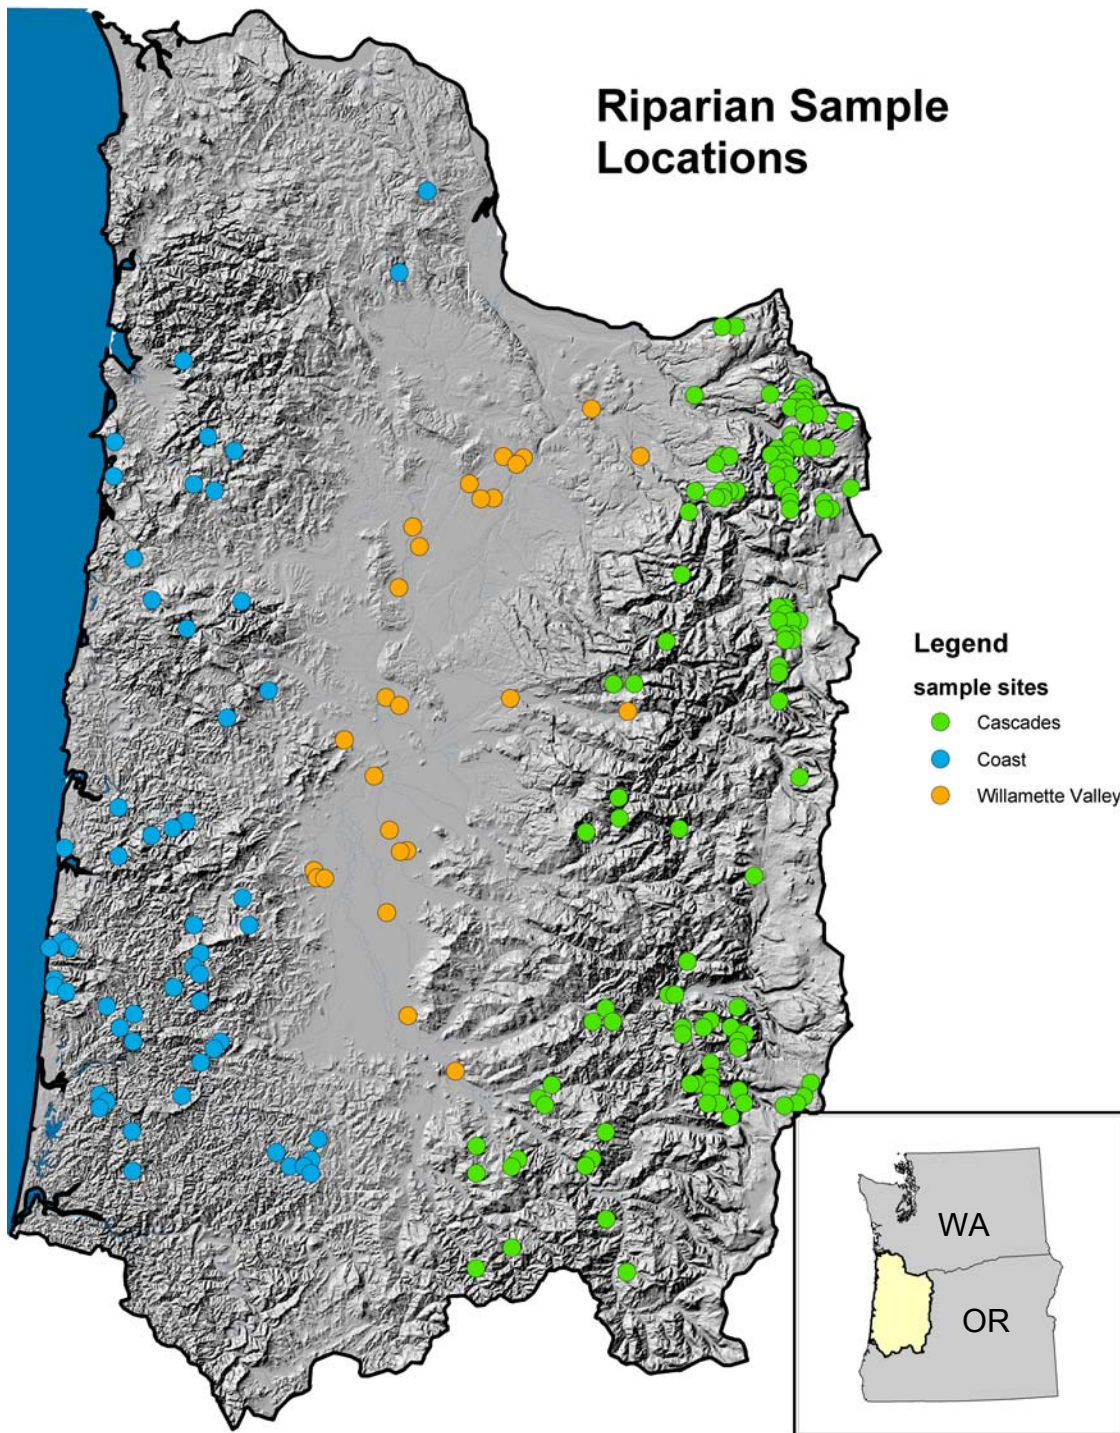 Riparian Sample
Locations
Legend
sample sites
Cascades
Coast
Willamette Valley
WA
OR